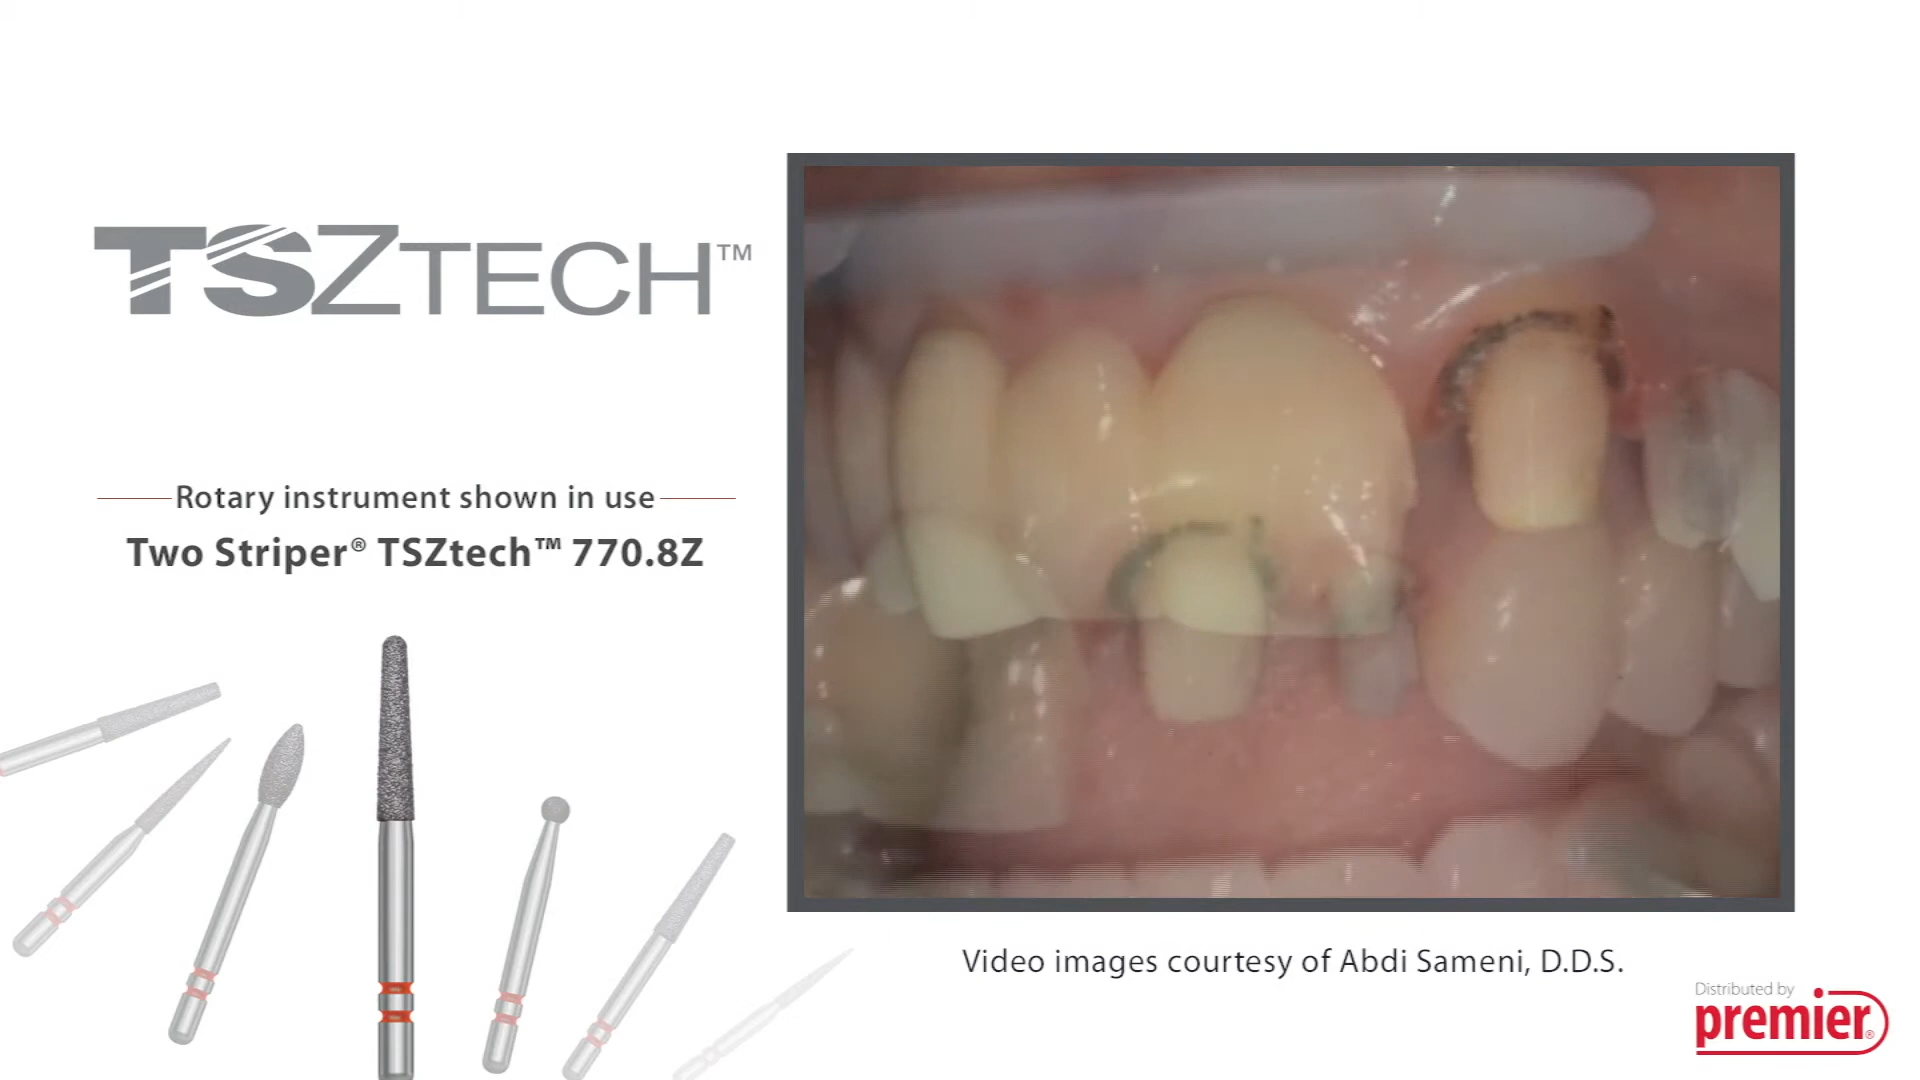 TSZTECH™
Rotary instrument shown in use
Two Striper® TSZtech™ 770.8Z
Video images courtesy of Abdi Sameni, D.D.S.
Distributed by
premier®